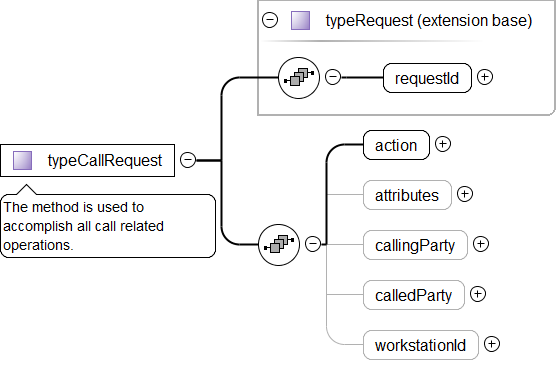 typeRequest (extension base)
requestId
typeCallRequest
The method is used to
accomplish all call related
operations.
action
attributes
callingParty
calledParty
workstationId